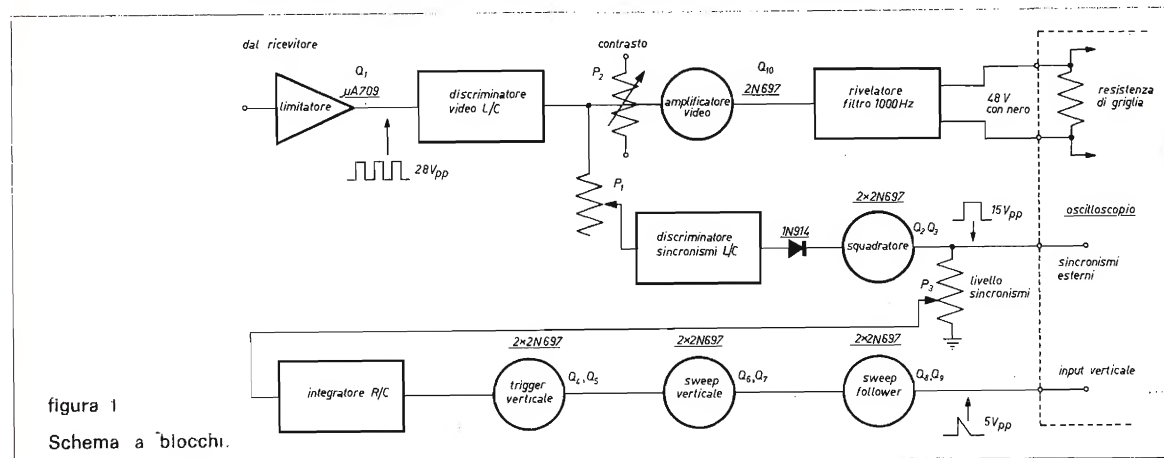 dal ricevitore
Q1
µA709
limitatore
28Vpp
discriminatore
video L/C
contrasto
P2
P1
amplificatore
video
Q10
2N697
rivelatore
filtro 1000Hz
48 V
con nero
resistenza
di griglia
discriminatore
sincronismi L/C
1N914
2×2N697
squadratore
Q2 Q3
15Vpp
oscilloscopio
sincronismi
esterni
P3
livello
sincronismi
integratore R/C
2×2N697
trigger
verticale
Q4, Q5
2×2N697
sweep
verticale
Q6, Q7
2×2N697
sweep
follower
Q8, Q9
input verticale
5Vpp
figura 1
Schema a blocchi.